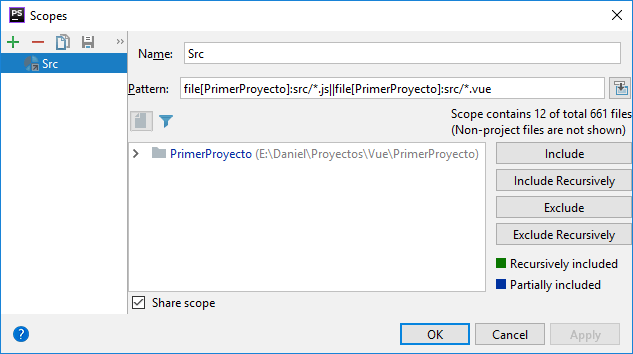 PS Scopes
Name: Src
Src
Pattern: file[PrimerProyecto]:src/*.js||file[PrimerProyecto]:src/*.vue
Scope contains 12 of total 661 files
(Non-project files are not shown)
PrimerProyecto (E:\Daniel\Proyectos\Vue\PrimerProyecto)
Include
Include Recursively
Exclude
Exclude Recursively
Recursively included
Partially included
Share scope
? OK Cancel Apply